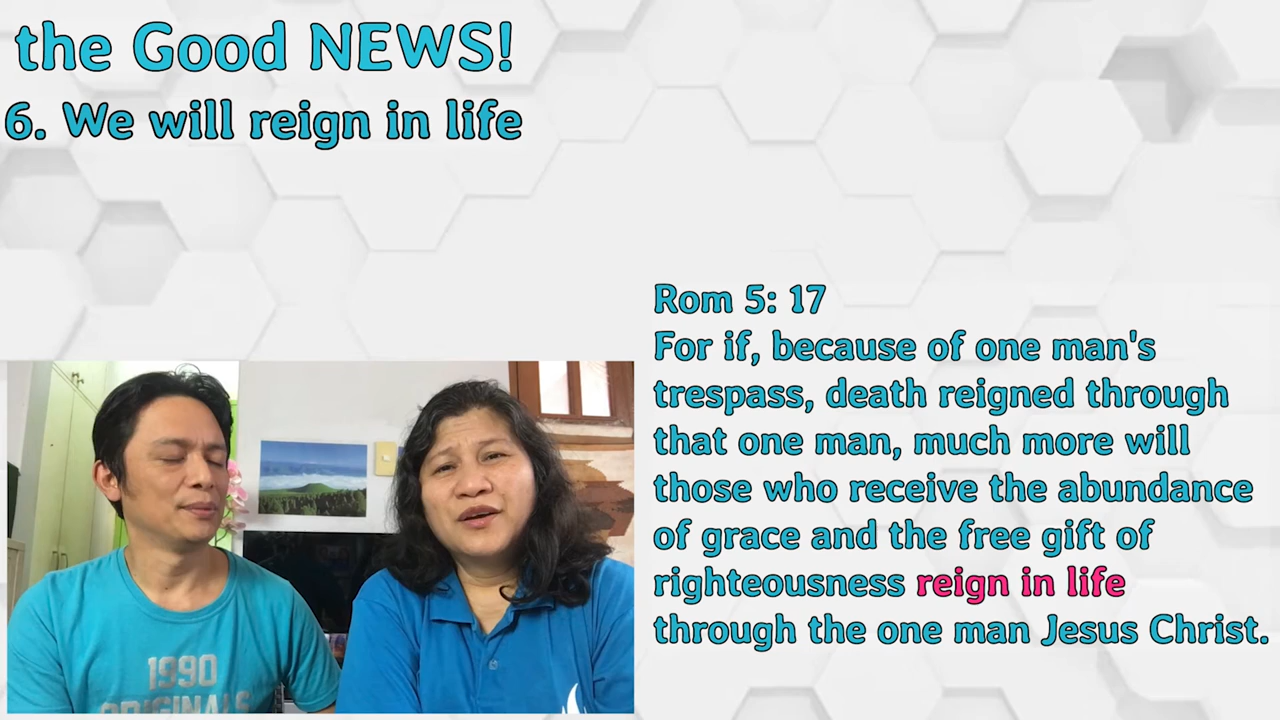 the Good NEWS!
6. We will reign in life
Rom 5: 17
For if, because of one man's
trespass, death reigned through
that one man, much more will
those who receive the abundance
of grace and the free gift of
righteousness reign in life
through the one man Jesus Christ.
1990
ORIGINALS